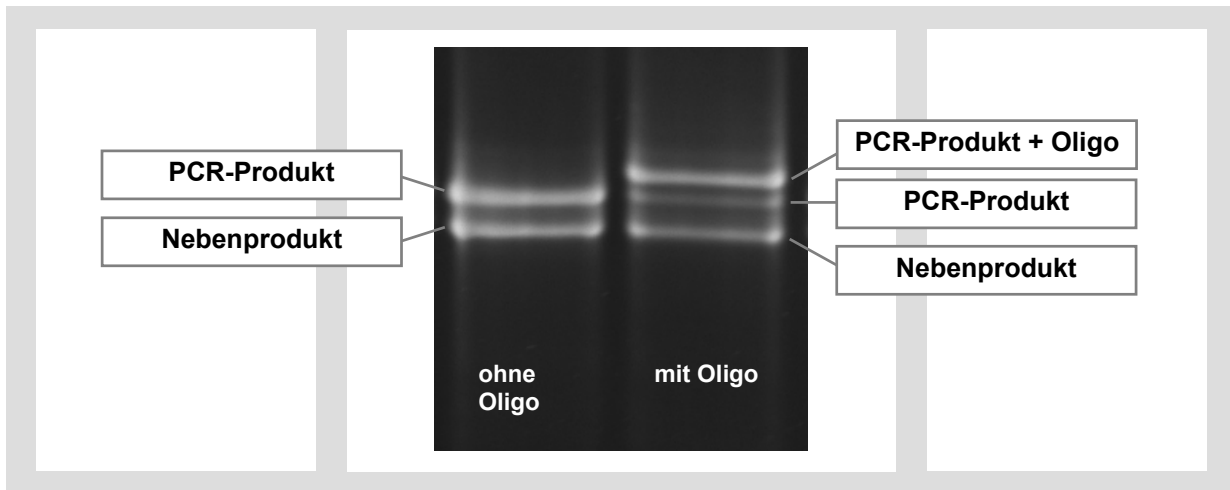 PCR-Produkt
Nebenprodukt
PCR-Produkt + Oligo
PCR-Produkt
Nebenprodukt
ohne
Oligo
mit Oligo